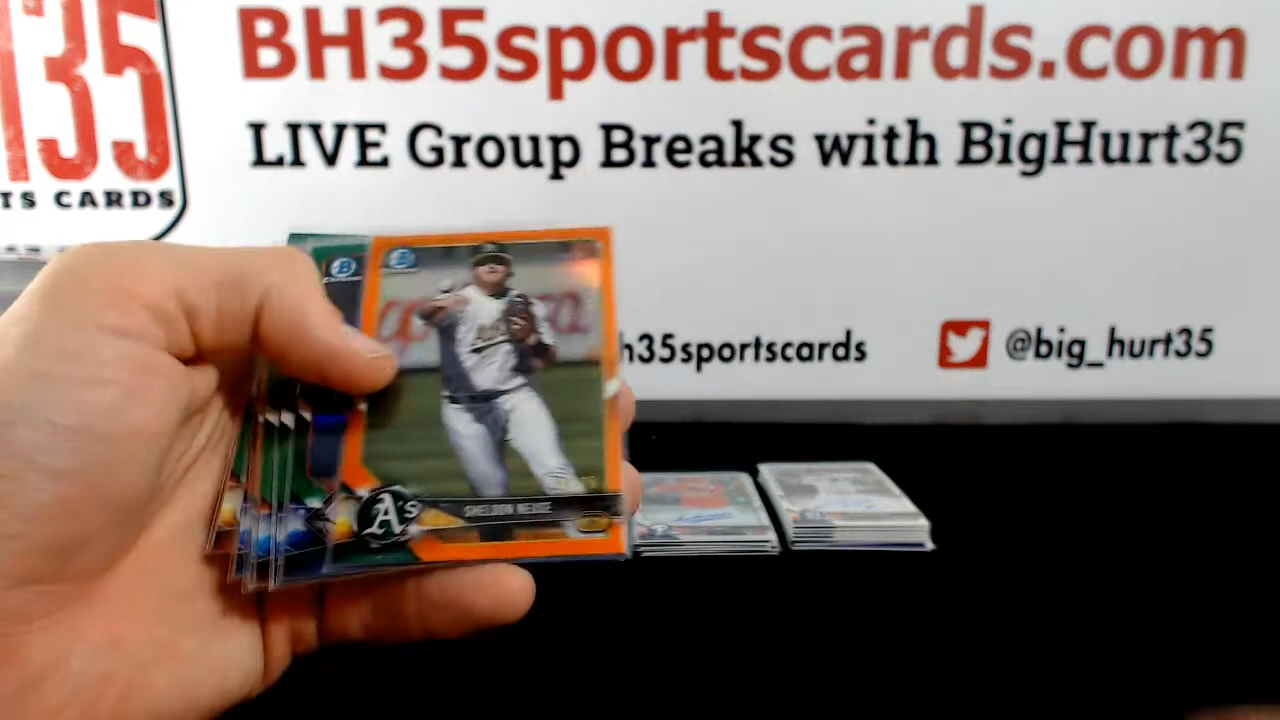 35
TS CARDS
BH35sportscards.com
LIVE Group Breaks with BigHurt35
h35sportscards
@big_hurt35
B
B
A's
SHELDON NEUSE